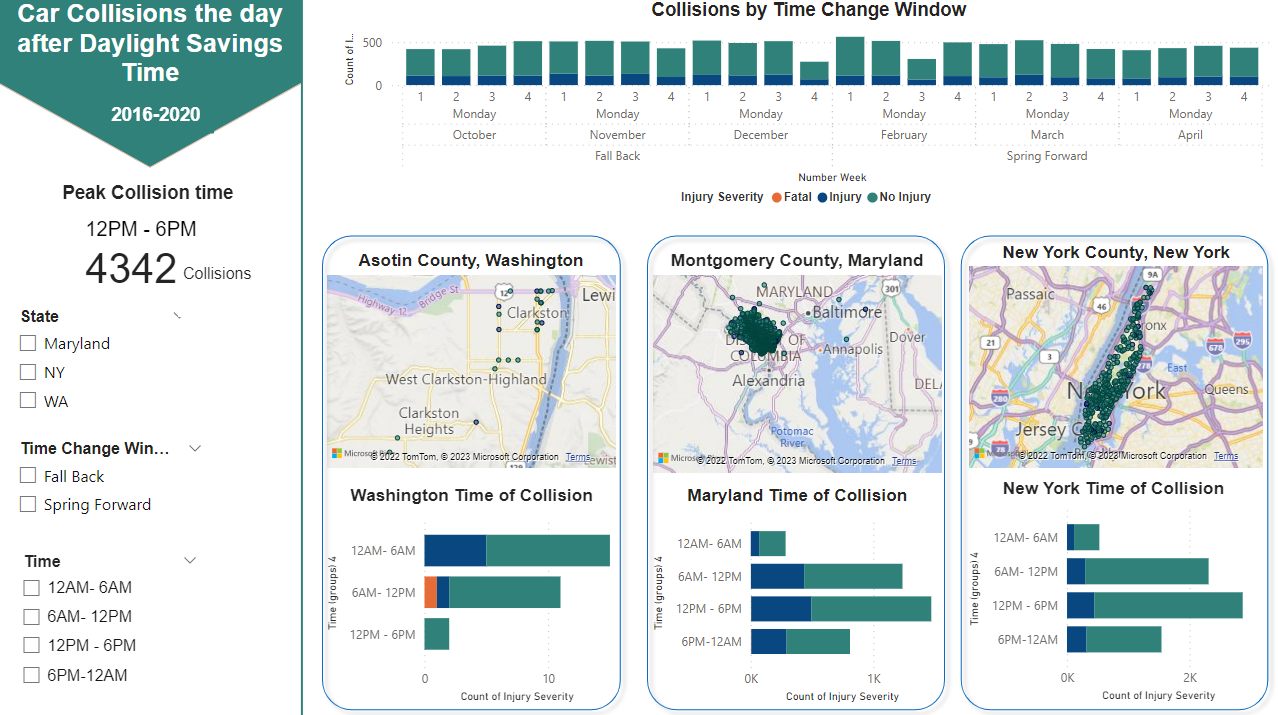 Car Collisions the day
after Daylight Savings
Time
2016-2020
Peak Collision time
12PM - 6PM
4342 Collisions
State
Maryland
NY
WA
Time Change Win...
Fall Back
Spring Forward
Time
12AM- 6AM
6AM- 12PM
12PM - 6PM
6PM-12AM
Collisions by Time Change Window
Count of I...
500
0
1 2 3 4 1 2 3 4 1 2 3 4 1 2 3 4 1 2 3 4 1 2 3 4
Monday Monday Monday Monday Monday Monday
October November December February March April
Fall Back Spring Forward
Number Week
Injury Severity Fatal Injury No Injury
Asotin County, Washington
Highway 12
Bridge St
12
Lewi
Clarkston
West Clarkston-Highland
Clarkston
Heights
129
Lewist
© 2022 TomTom, © 2023 Microsoft Corporation Terms
Washington Time of Collision
Time (groups) 4
12AM- 6AM
6AM- 12PM
12PM - 6PM
0 10
Count of Injury Severity
Montgomery County, Maryland
MARYLAND
301
Baltimore
Dover
OF
COLUMBIA
Annapolis
Alexandria
DELA
Potomac
River
© 2022 TomTom, © 2023 Microsoft Corporation Terms
Maryland Time of Collision
Time (groups) 4
12AM- 6AM
6AM- 12PM
12PM - 6PM
6PM-12AM
0K 1K
Count of Injury Severity
New York County, New York
9A
Passaic
46
onx
21
3
678
295
278
East
280
Queens
Jersey C
78
© 2022 TomTom, © 2023 Microsoft Corporation Terms
New York Time of Collision
Time (groups) 4
12AM- 6AM
6AM- 12PM
12PM - 6PM
6PM-12AM
0K 2K
Count of Injury Severity